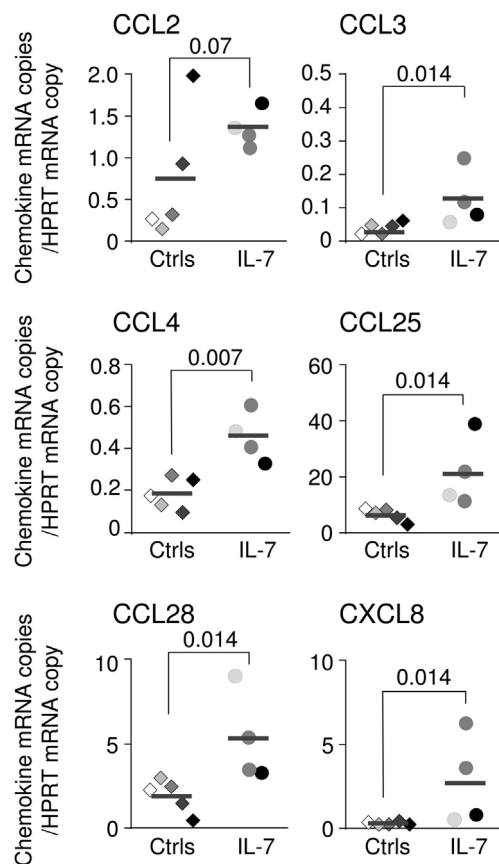 CCL2
CCL3
0.07
0.014
Chemokine mRNA copies
/HPRT mRNA copy
2.0
1.5
1.0
0.5
0
Ctrls
IL-7
0.5
0.4
0.3
0.2
0.1
0
Ctrls
IL-7
CCL4
CCL25
0.007
0.014
Chemokine mRNA copies
/HPRT mRNA copy
0.8
0.6
0.4
0.2
0
Ctrls
IL-7
60
40
20
0
Ctrls
IL-7
CCL28
CXCL8
0.014
0.014
Chemokine mRNA copies
/HPRT mRNA copy
10
5
0
Ctrls
IL-7
10
5
0
Ctrls
IL-7